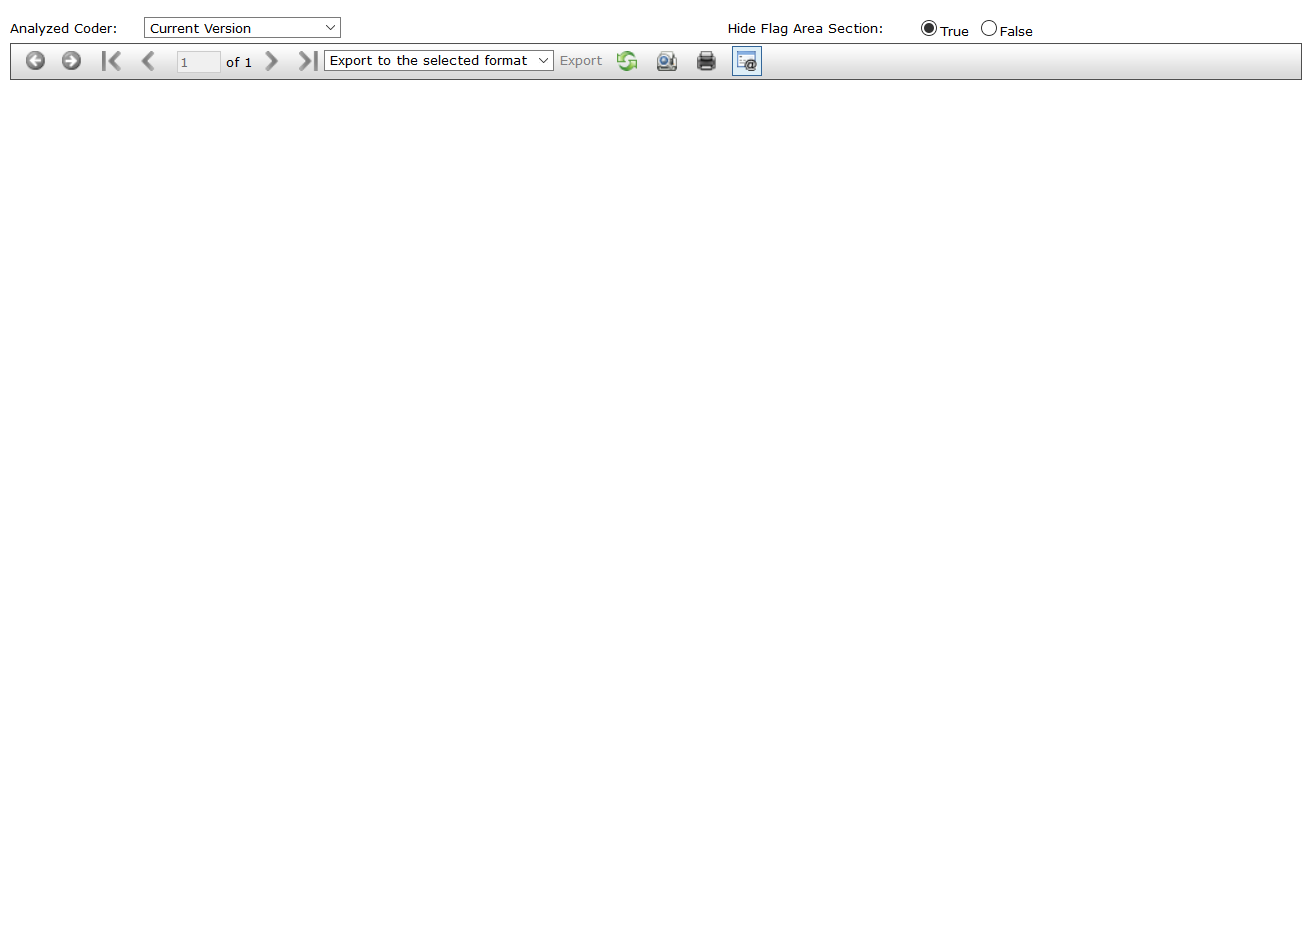 Analyzed Coder: Current Version Hide Flag Area Section: True False
1 of 1 Export to the selected format Export